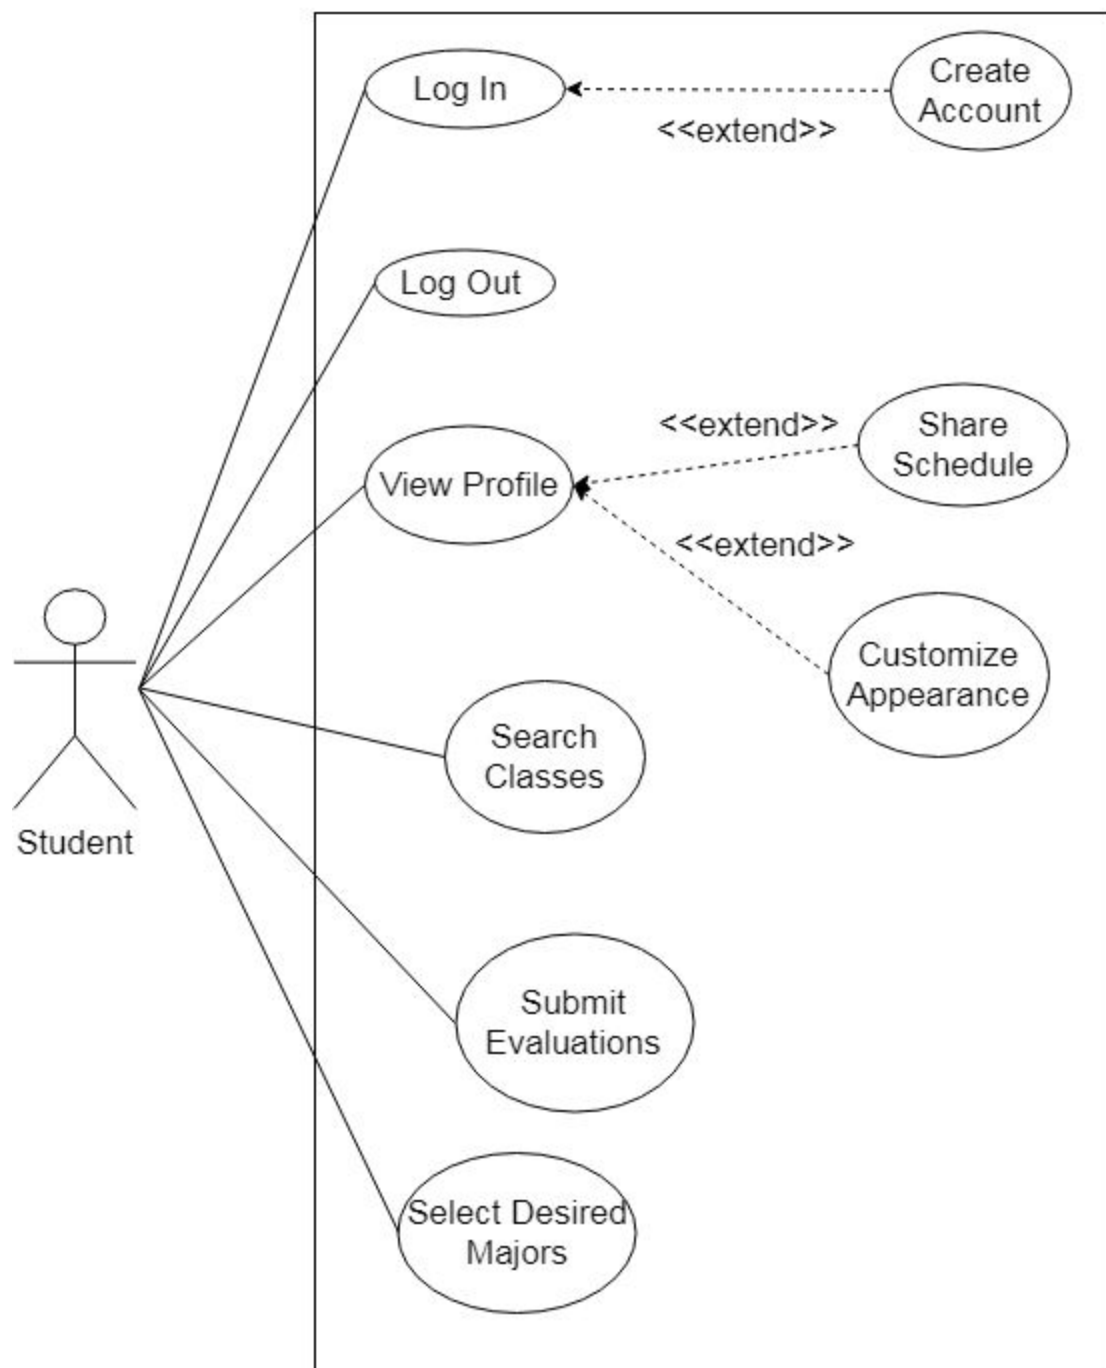 Log In
Create
Account
<<extend>>
Log Out
<<extend>>
Share
Schedule
View Profile
<<extend>>
Customize
Appearance
Search
Classes
Student
Submit
Evaluations
Select Desired
Majors